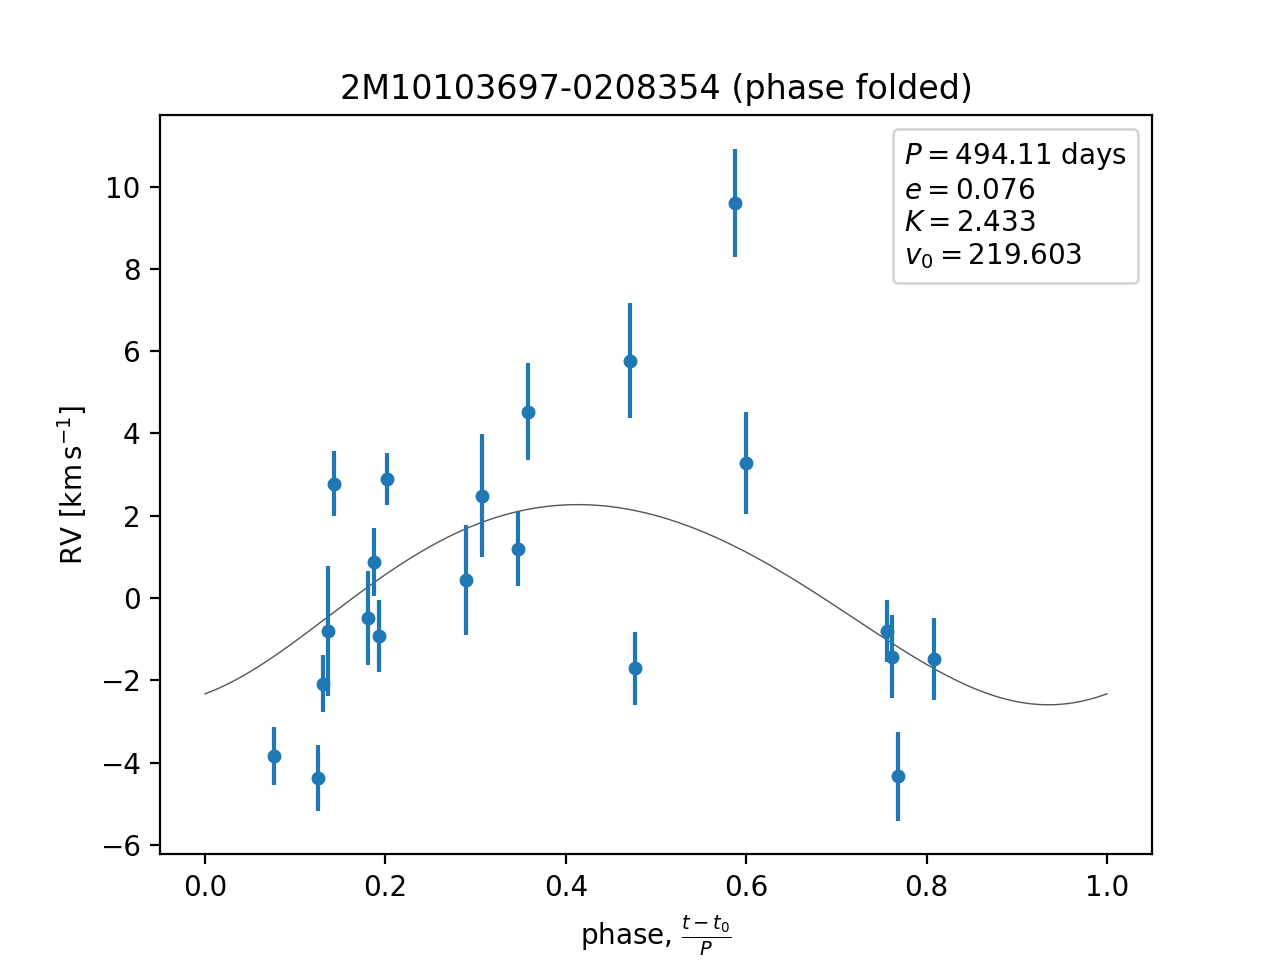 2M10103697-0208354 (phase folded)
P = 494.11 days
e = 0.076
K = 2.433
v₀ = 219.603
10
8
6
4
2
0
−2
−4
−6
RV [km s⁻¹]
0.0 0.2 0.4 0.6 0.8 1.0
phase, (t − t₀)/P